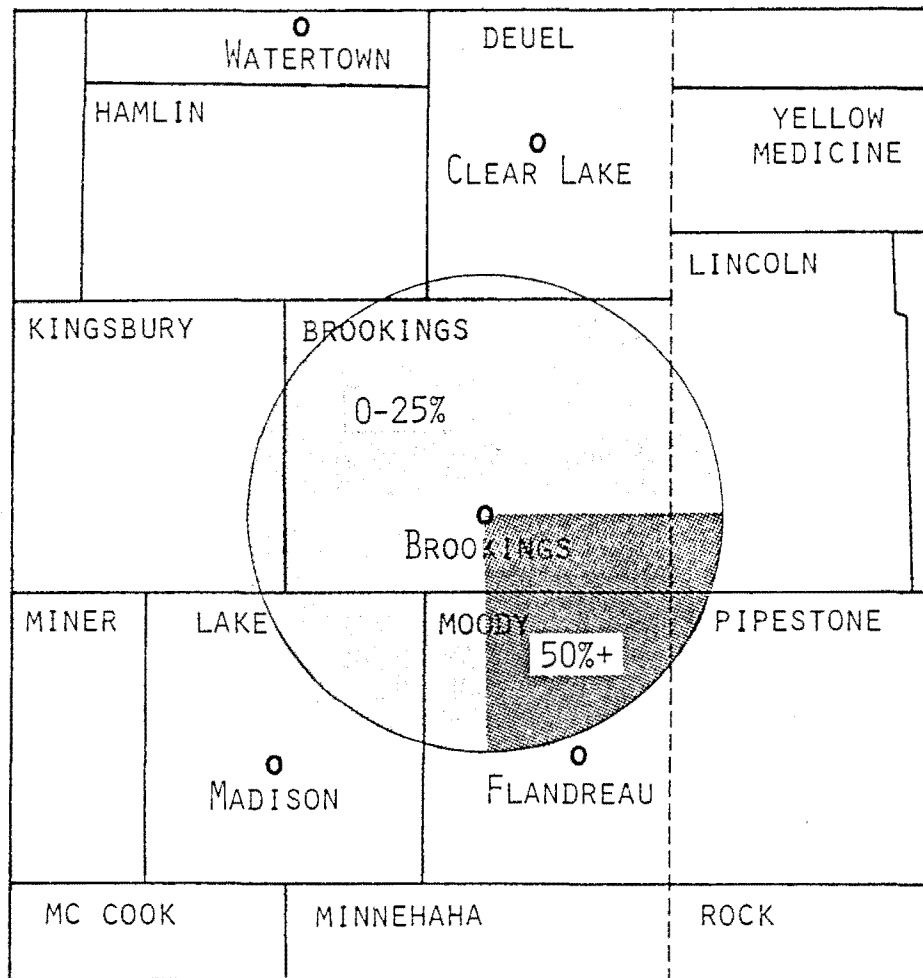 WATERTOWN
DEUEL
HAMLIN
YELLOW
MEDICINE
CLEAR LAKE
LINCOLN
KINGSBURY
BROOKINGS
0-25%
BROOKINGS
MINER
LAKE
MOODY
PIPESTONE
50%+
MADISON
FLANDREAU
MC COOK
MINNEHAHA
ROCK